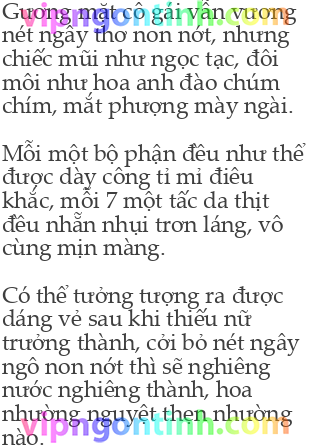 Gương mặt cô gái vẫn vương
nét ngây thơ non nớt, nhưng
chiếc mũi như ngọc tạc, đôi
môi như hoa anh đào chúm
chím, mắt phượng mày ngài.
Mỗi một bộ phận đều như thể
được dày công tỉ mỉ điêu
khắc, mỗi 7 một tấc da thịt
đều nhẵn nhụi trơn láng, vô
cùng mịn màng.
Có thể tưởng tượng ra được
dáng vẻ sau khi thiếu nữ
trưởng thành, cởi bỏ nét ngây
ngô non nớt thì sẽ nghiêng
nước nghiêng thành, hoa
nhường nguyệt thẹn nhường
nào.
vipngontinh.com
vipngontinh.com